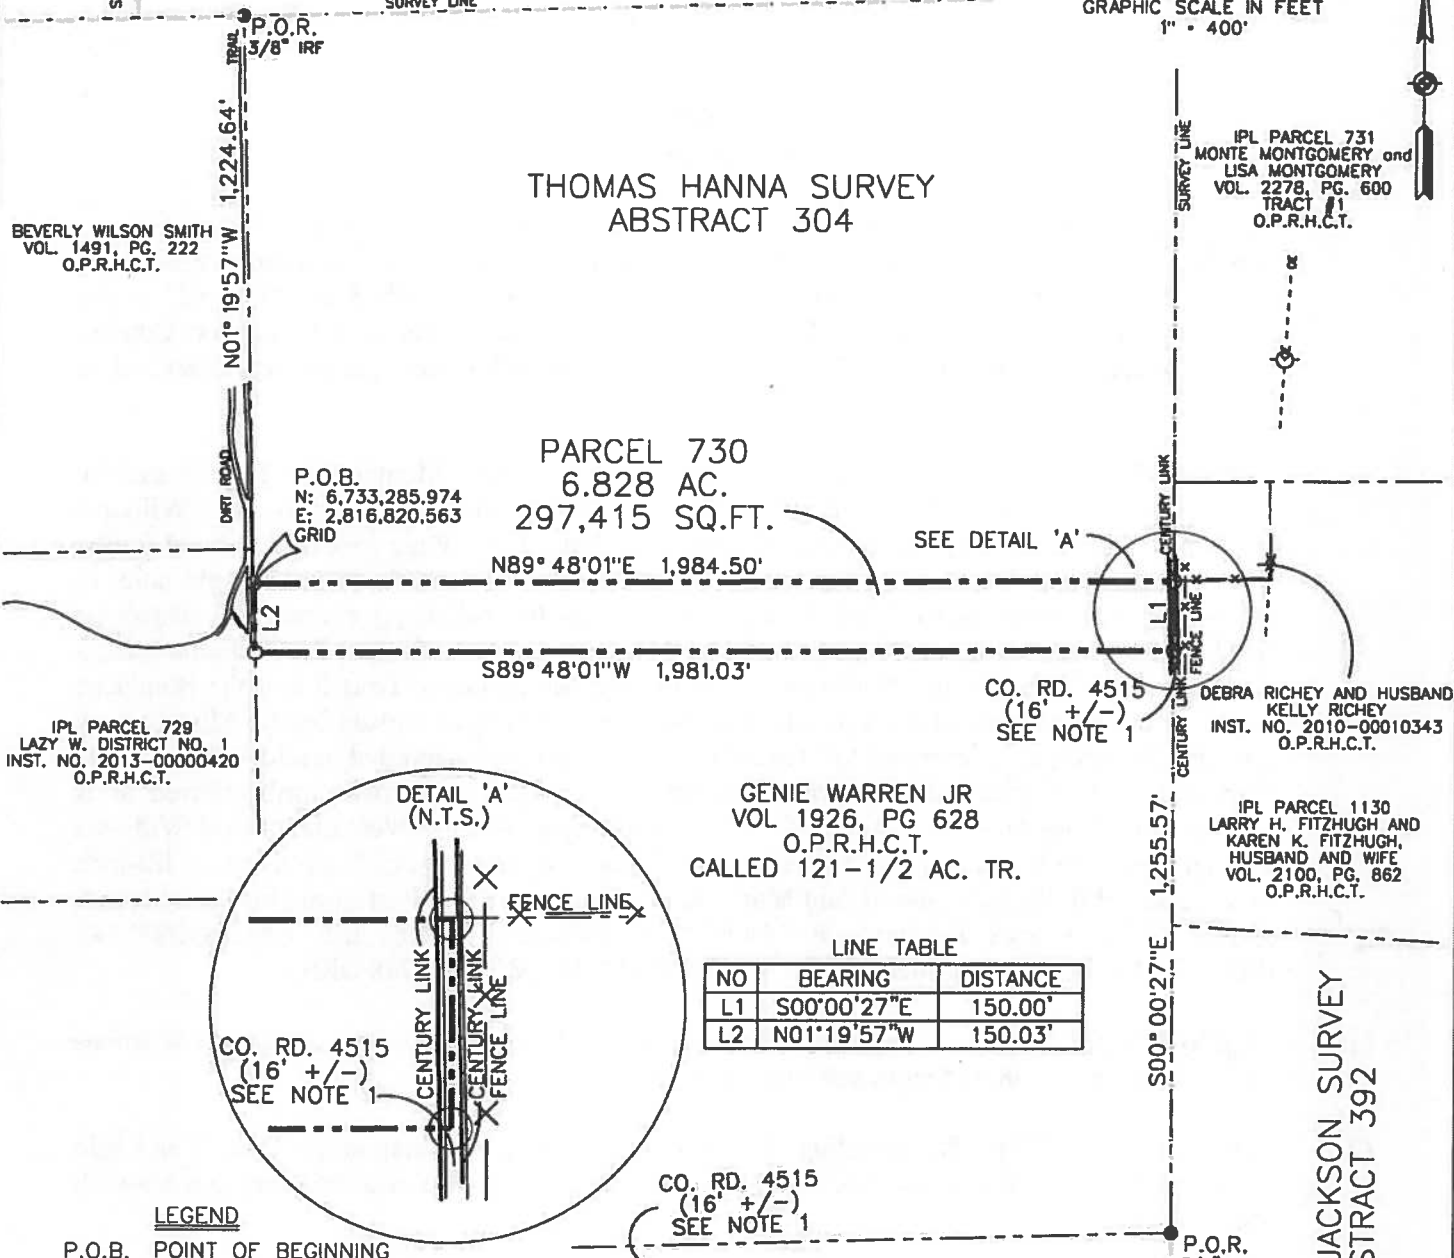 SURVEY LINE
P.O.R.
3/8" IRF
TRAIL
GRAPHIC SCALE IN FEET
1" = 400'
N01°19'57"W 1,224.64'
BEVERLY WILSON SMITH
VOL. 1491, PG. 222
O.P.R.H.C.T.
THOMAS HANNA SURVEY
ABSTRACT 304
SURVEY LINE
IPL PARCEL 731
MONTE MONTGOMERY and
LISA MONTGOMERY
VOL. 2278, PG. 600
TRACT #1
O.P.R.H.C.T.
OE
DIRT ROAD
P.O.B.
N: 6,733,285.974
E: 2,816,820.563
GRID
PARCEL 730
6.828 AC.
297,415 SQ.FT.
SEE DETAIL 'A'
CENTURY LINK
N89°48'01"E 1,984.50'
L2
L1
FENCE LINE
S89°48'01"W 1,981.03'
CO. RD. 4515
(16' +/-)
SEE NOTE 1
CENTURY LINK
DEBRA RICHEY AND HUSBAND
KELLY RICHEY
INST. NO. 2010-00010343
O.P.R.H.C.T.
IPL PARCEL 729
LAZY W. DISTRICT NO. 1
INST. NO. 2013-00000420
O.P.R.H.C.T.
GENIE WARREN JR
VOL 1926, PG 628
O.P.R.H.C.T.
CALLED 121-1/2 AC. TR.
IPL PARCEL 1130
LARRY H. FITZHUGH AND
KAREN K. FITZHUGH,
HUSBAND AND WIFE
VOL. 2100, PG. 862
O.P.R.H.C.T.
S00°00'27"E 1,255.57'
DETAIL 'A'
(N.T.S.)
FENCE LINE
CENTURY LINK
CENTURY LINK
FENCE LINE
CO. RD. 4515
(16' +/-)
SEE NOTE 1
LINE TABLE
NO BEARING DISTANCE
L1 S00°00'27"E 150.00'
L2 N01°19'57"W 150.03'
JACKSON SURVEY
STRACT 392
CO. RD. 4515
(16' +/-)
SEE NOTE 1
P.O.R.
LEGEND
P.O.B. POINT OF BEGINNING